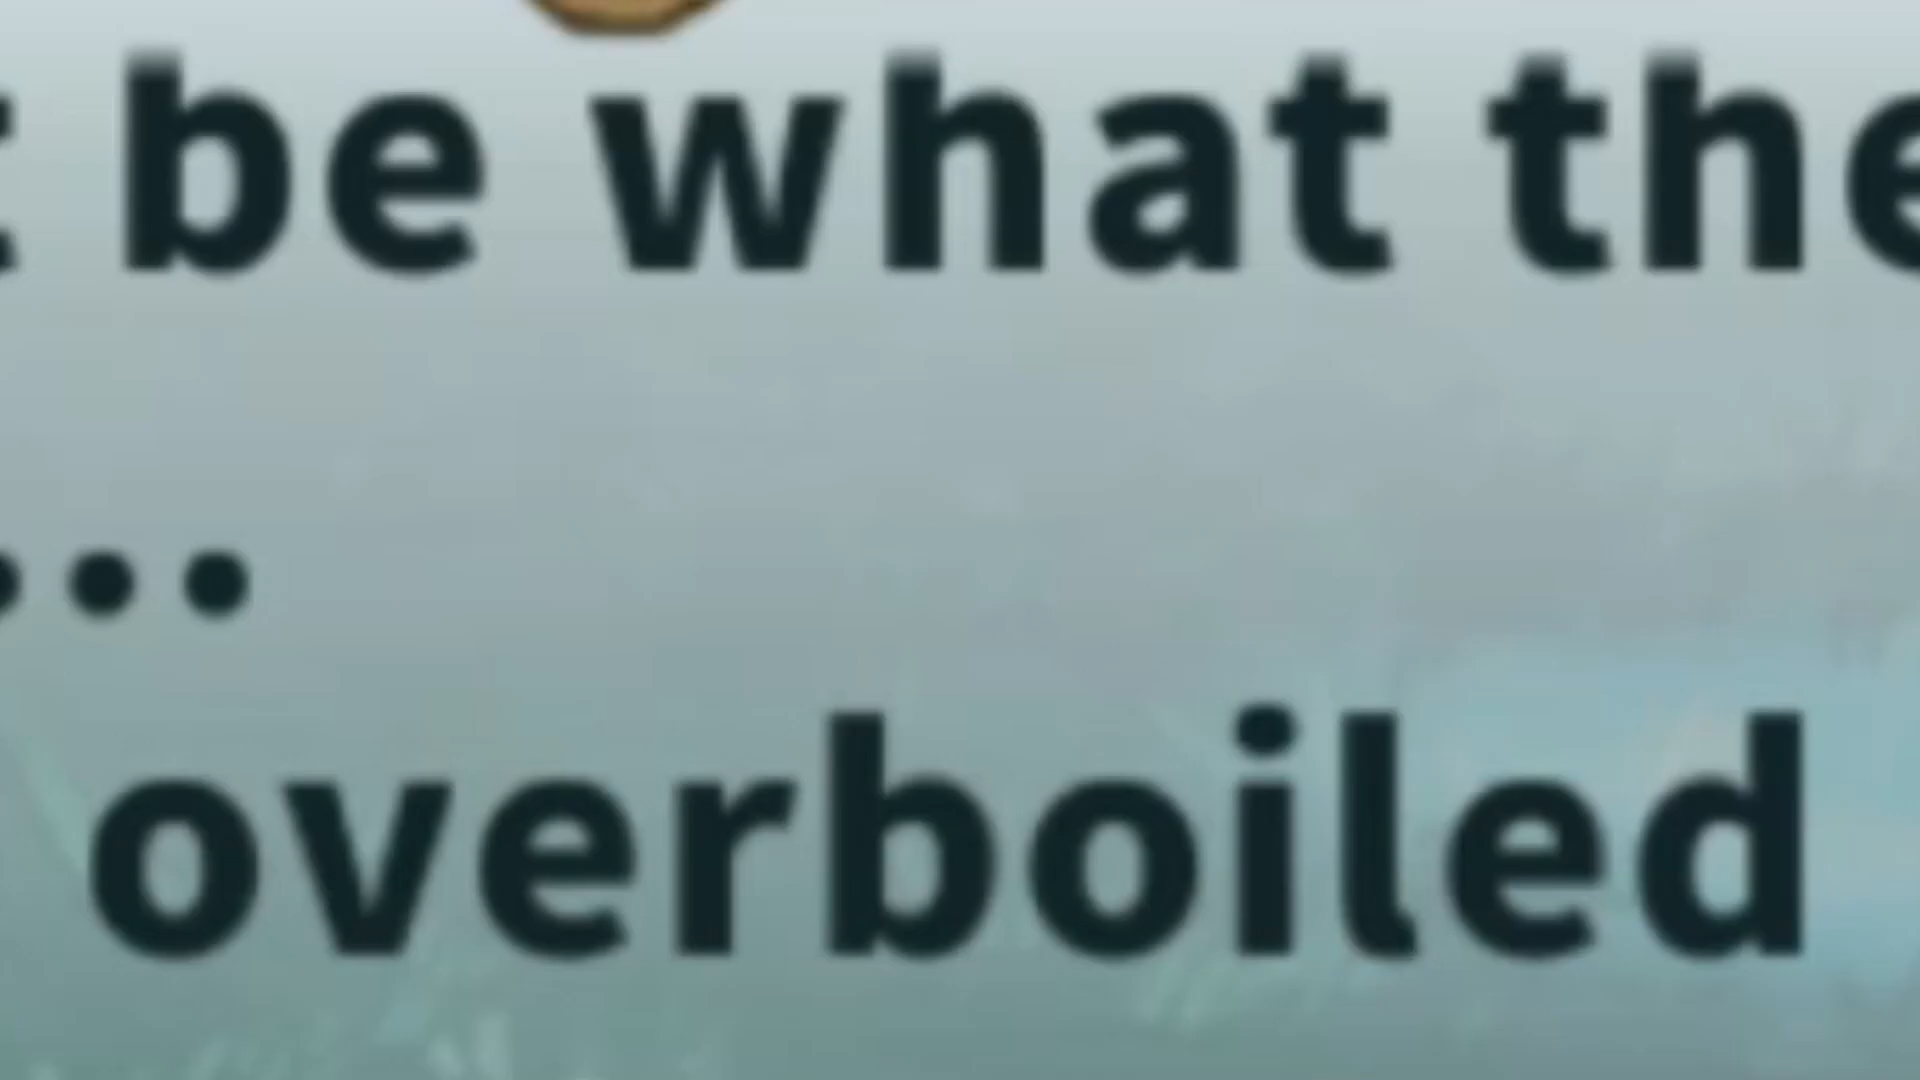 be what the
...
overboiled